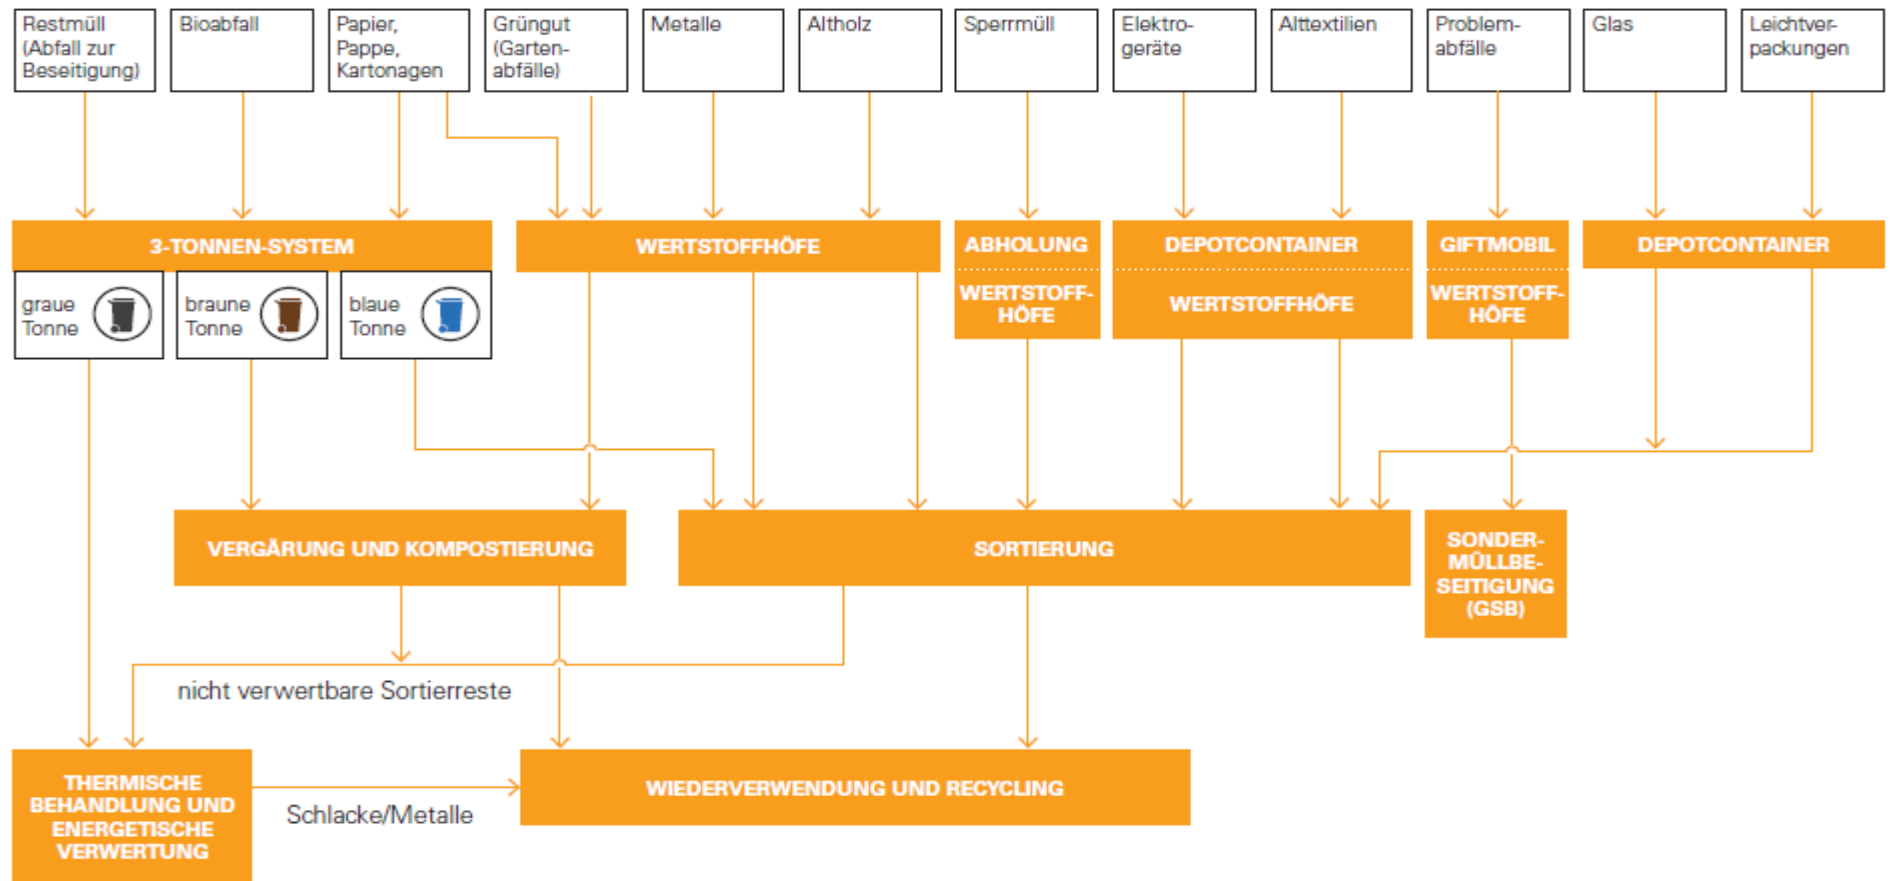 Restmüll
(Abfall zur
Beseitigung)
Bioabfall
Papier,
Pappe,
Kartonagen
Grüngut
(Garten-
abfälle)
Metalle
Altholz
Sperrmüll
Elektro-
geräte
Alttextilien
Problem-
abfälle
Glas
Leichtver-
packungen
3-TONNEN-SYSTEM
graue
Tonne
braune
Tonne
blaue
Tonne
WERTSTOFFHÖFE
ABHOLUNG
WERTSTOFF-
HÖFE
DEPOTCONTAINER
WERTSTOFFHÖFE
GIFTMOBIL
WERTSTOFF-
HÖFE
DEPOTCONTAINER
VERGÄRUNG UND KOMPOSTIERUNG
SORTIERUNG
SONDER-
MÜLLBE-
SEITIGUNG
(GSB)
nicht verwertbare Sortierreste
THERMISCHE
BEHANDLUNG UND
ENERGETISCHE
VERWERTUNG
Schlacke/Metalle
WIEDERVERWENDUNG UND RECYCLING